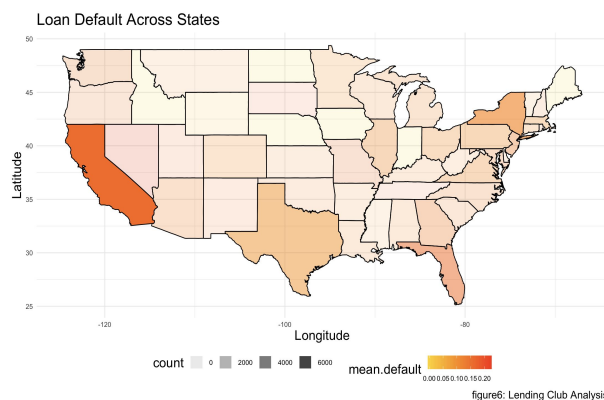 Loan Default Across States
50
45
40
35
30
25
Latitude
-120 -100 -80
Longitude
count 0 2000 4000 6000
mean.default
0.00 0.05 0.10 0.15 0.20
figure6: Lending Club Analysis